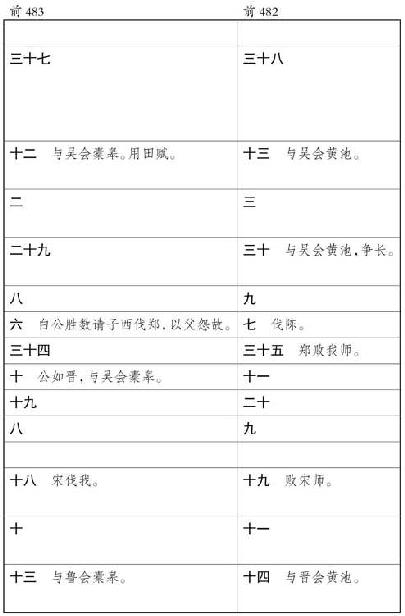 前 483 前 482
三十七 三十八
十二 与吴会橐皋。用田赋。 十三 与吴会黄池。
二 三
二十九 三十 与吴会黄池,争长。
八 九
六 白公胜数请子西伐郑,以父怨故。 七 伐陈。
三十四 三十五 郑败我师。
十 公如晋,与吴会橐皋。 十一
十九 二十
八 九
十八 宋伐我。 十九 败宋师。
十 十一
十三 与鲁会橐皋。 十四 与晋会黄池。